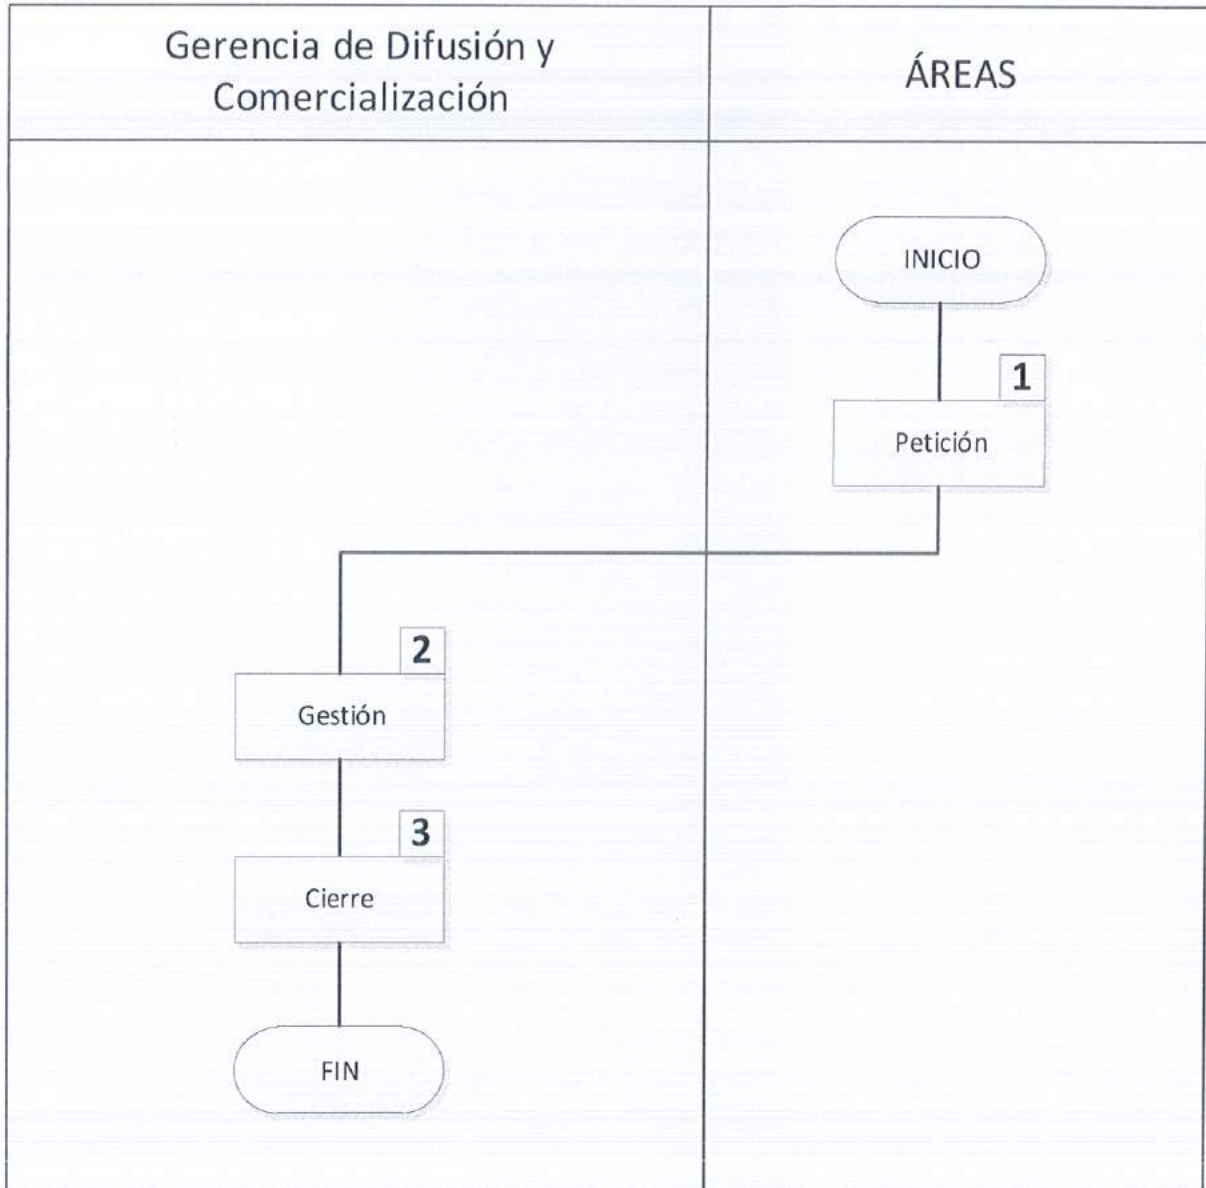 Gerencia de Difusión y
Comercialización
ÁREAS
INICIO
1
Petición
2
Gestión
3
Cierre
FIN